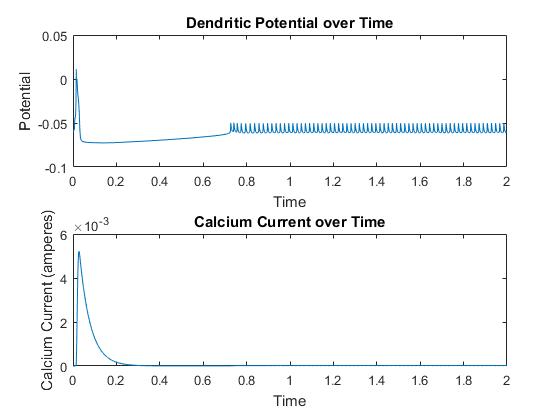 Dendritic Potential over Time
0.05
0
-0.05
-0.1
Potential
0 0.2 0.4 0.6 0.8 1 1.2 1.4 1.6 1.8 2
Time
Calcium Current over Time
×10-3
6
4
2
0
Calcium Current (amperes)
0 0.2 0.4 0.6 0.8 1 1.2 1.4 1.6 1.8 2
Time